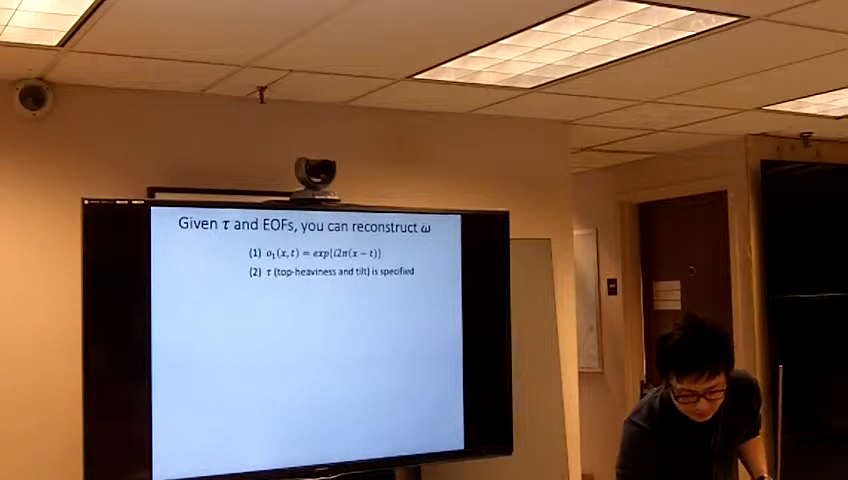 Given τ and EOFs, you can reconstruct ω
(1) o₁(x, t) = exp{i2π(x − t)}
(2) τ (top-heaviness and tilt) is specified